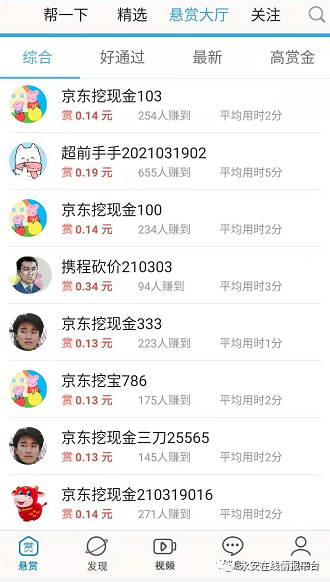 帮一下 精选 悬赏大厅 关注
综合 好通过 最新 高赏金
京东挖现金103
赏 0.14 元 254人赚到 平均用时2分
超前手手2021031902
赏 0.19 元 655人赚到 平均用时5分
京东挖现金100
赏 0.14 元 234人赚到 平均用时2分
携程砍价210303
赏 0.34 元 94人赚到 平均用时3分
京东挖现金333
赏 0.13 元 223人赚到 平均用时1分
京东挖宝786
赏 0.13 元 175人赚到 平均用时2分
京东挖现金三刀25565
赏 0.13 元 145人赚到 平均用时2分
京东挖现金210319016
赏 0.14 元 271人赚到 平均用时2分
赏
悬赏 发现 视频
永安在线情报平台